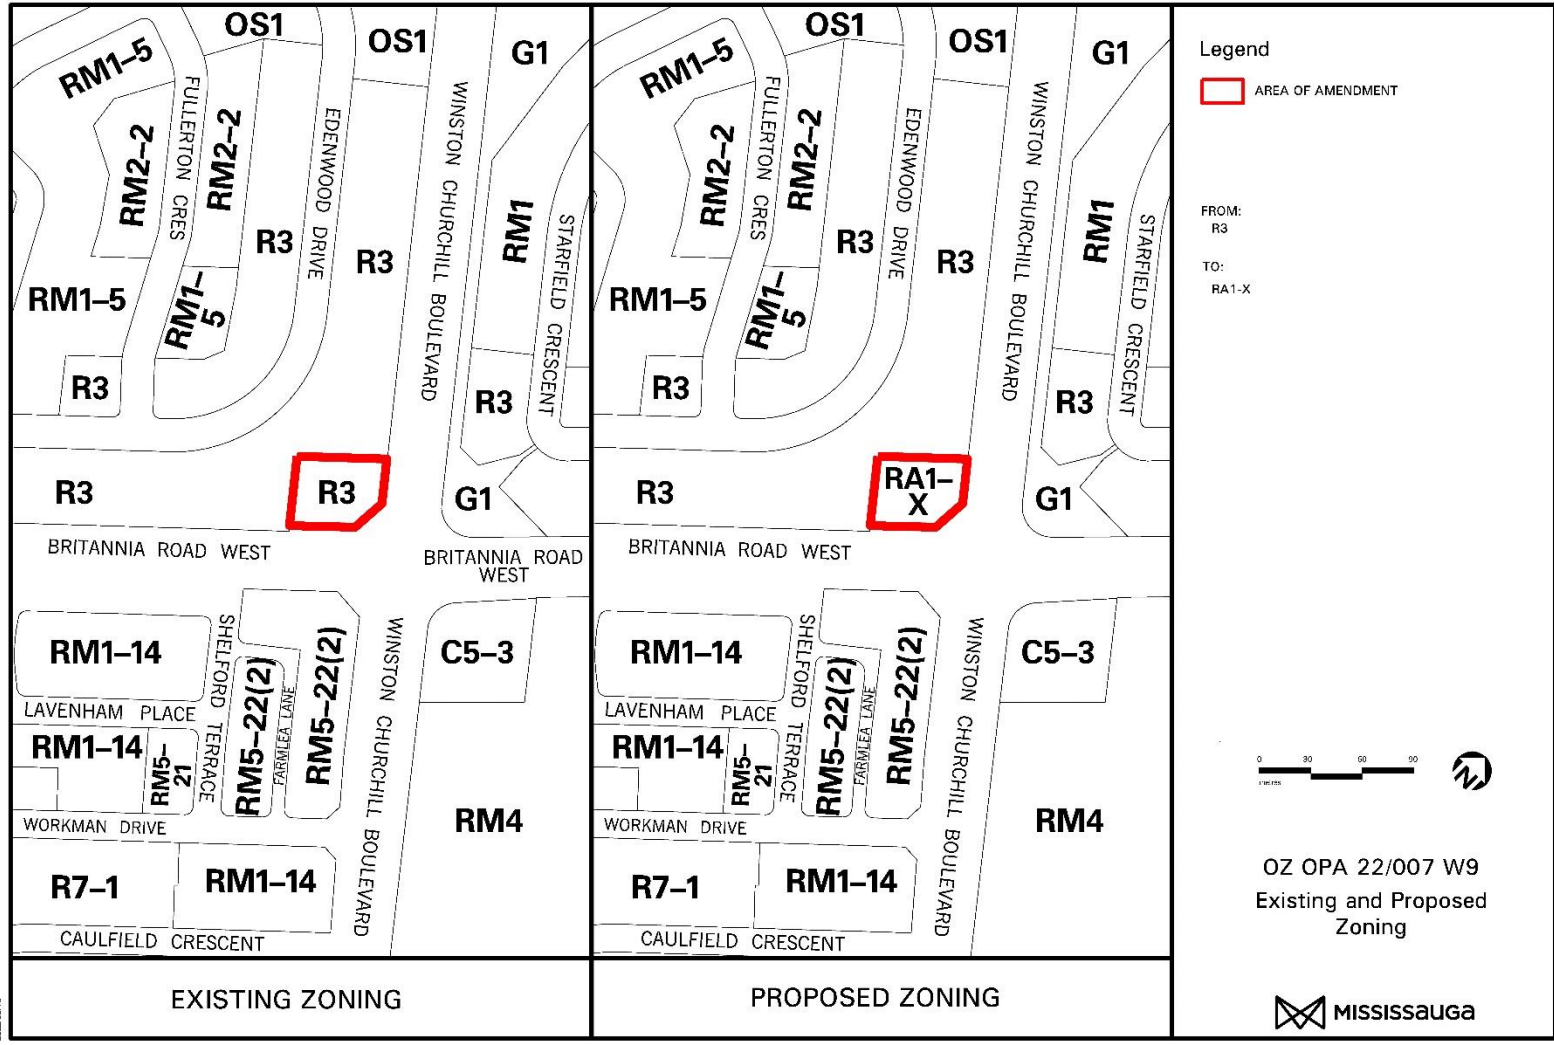 OS1
OS1
G1
RM1–5
FULLERTON CRES
RM2–2
RM2–2
EDENWOOD DRIVE
WINSTON CHURCHILL BOULEVARD
RM1
STARFIELD CRESCENT
R3
R3
RM1–5
RM1–
5
R3
R3
R3
R3
G1
BRITANNIA ROAD WEST
BRITANNIA ROAD
WEST
RM1–14
SHELFORD TERRACE
RM5–22(2)
FARMLEA LANE
RM5–22(2)
WINSTON CHURCHILL BOULEVARD
C5–3
LAVENHAM PLACE
RM1–14
RM5–
21
RM4
WORKMAN DRIVE
R7–1
RM1–14
CAULFIELD CRESCENT
EXISTING ZONING
OS1
OS1
G1
RM1–5
FULLERTON CRES
RM2–2
RM2–2
EDENWOOD DRIVE
WINSTON CHURCHILL BOULEVARD
RM1
STARFIELD CRESCENT
R3
R3
RM1–5
RM1–
5
R3
R3
R3
RA1–
X
G1
BRITANNIA ROAD WEST
RM1–14
SHELFORD TERRACE
RM5–22(2)
FARMLEA LANE
RM5–22(2)
WINSTON CHURCHILL BOULEVARD
C5–3
LAVENHAM PLACE
RM1–14
RM5–
21
RM4
WORKMAN DRIVE
R7–1
RM1–14
CAULFIELD CRESCENT
PROPOSED ZONING
Legend
AREA OF AMENDMENT
FROM:
R3
TO:
RA1-X
0 30 60 90
metres
Z
OZ OPA 22/007 W9
Existing and Proposed
Zoning
MISSISSAUGA